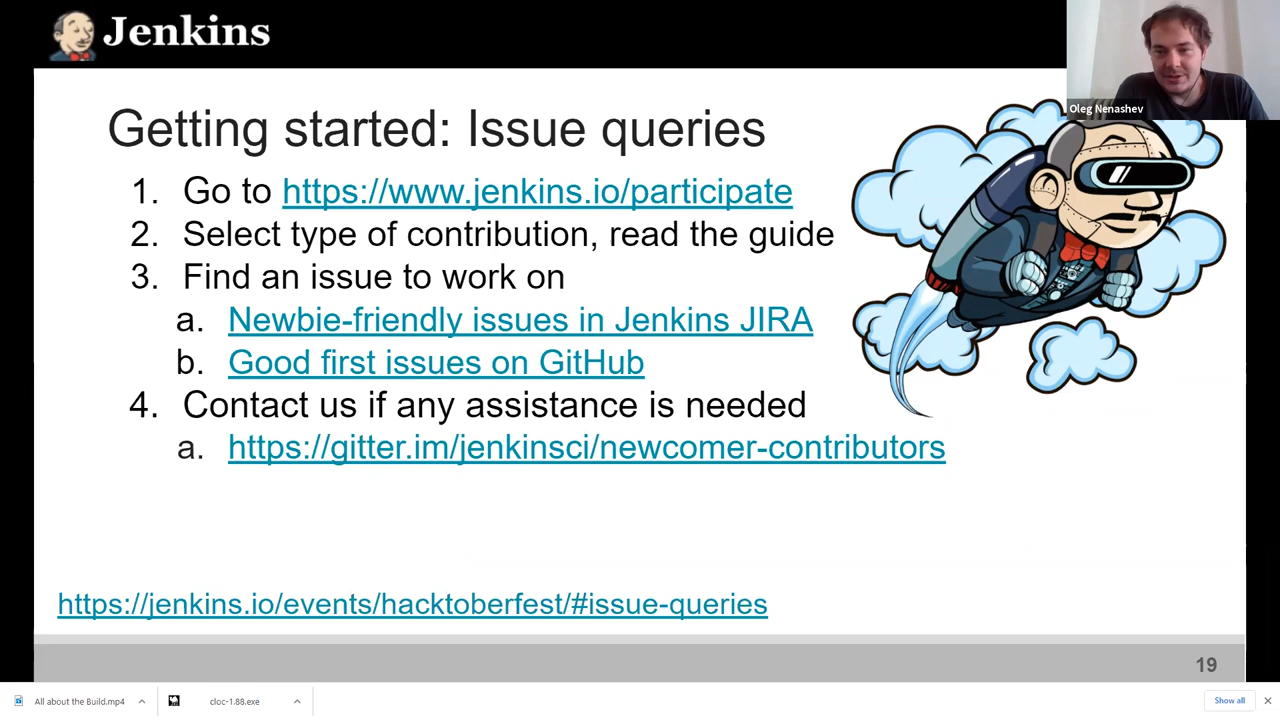 Jenkins
Oleg Nenashev
Getting started: Issue queries
1. Go to https://www.jenkins.io/participate
2. Select type of contribution, read the guide
3. Find an issue to work on
a. Newbie-friendly issues in Jenkins JIRA
b. Good first issues on GitHub
4. Contact us if any assistance is needed
a. https://gitter.im/jenkinsci/newcomer-contributors
https://jenkins.io/events/hacktoberfest/#issue-queries
19
All about the Build.mp4
cloc-1.88.exe
Show all